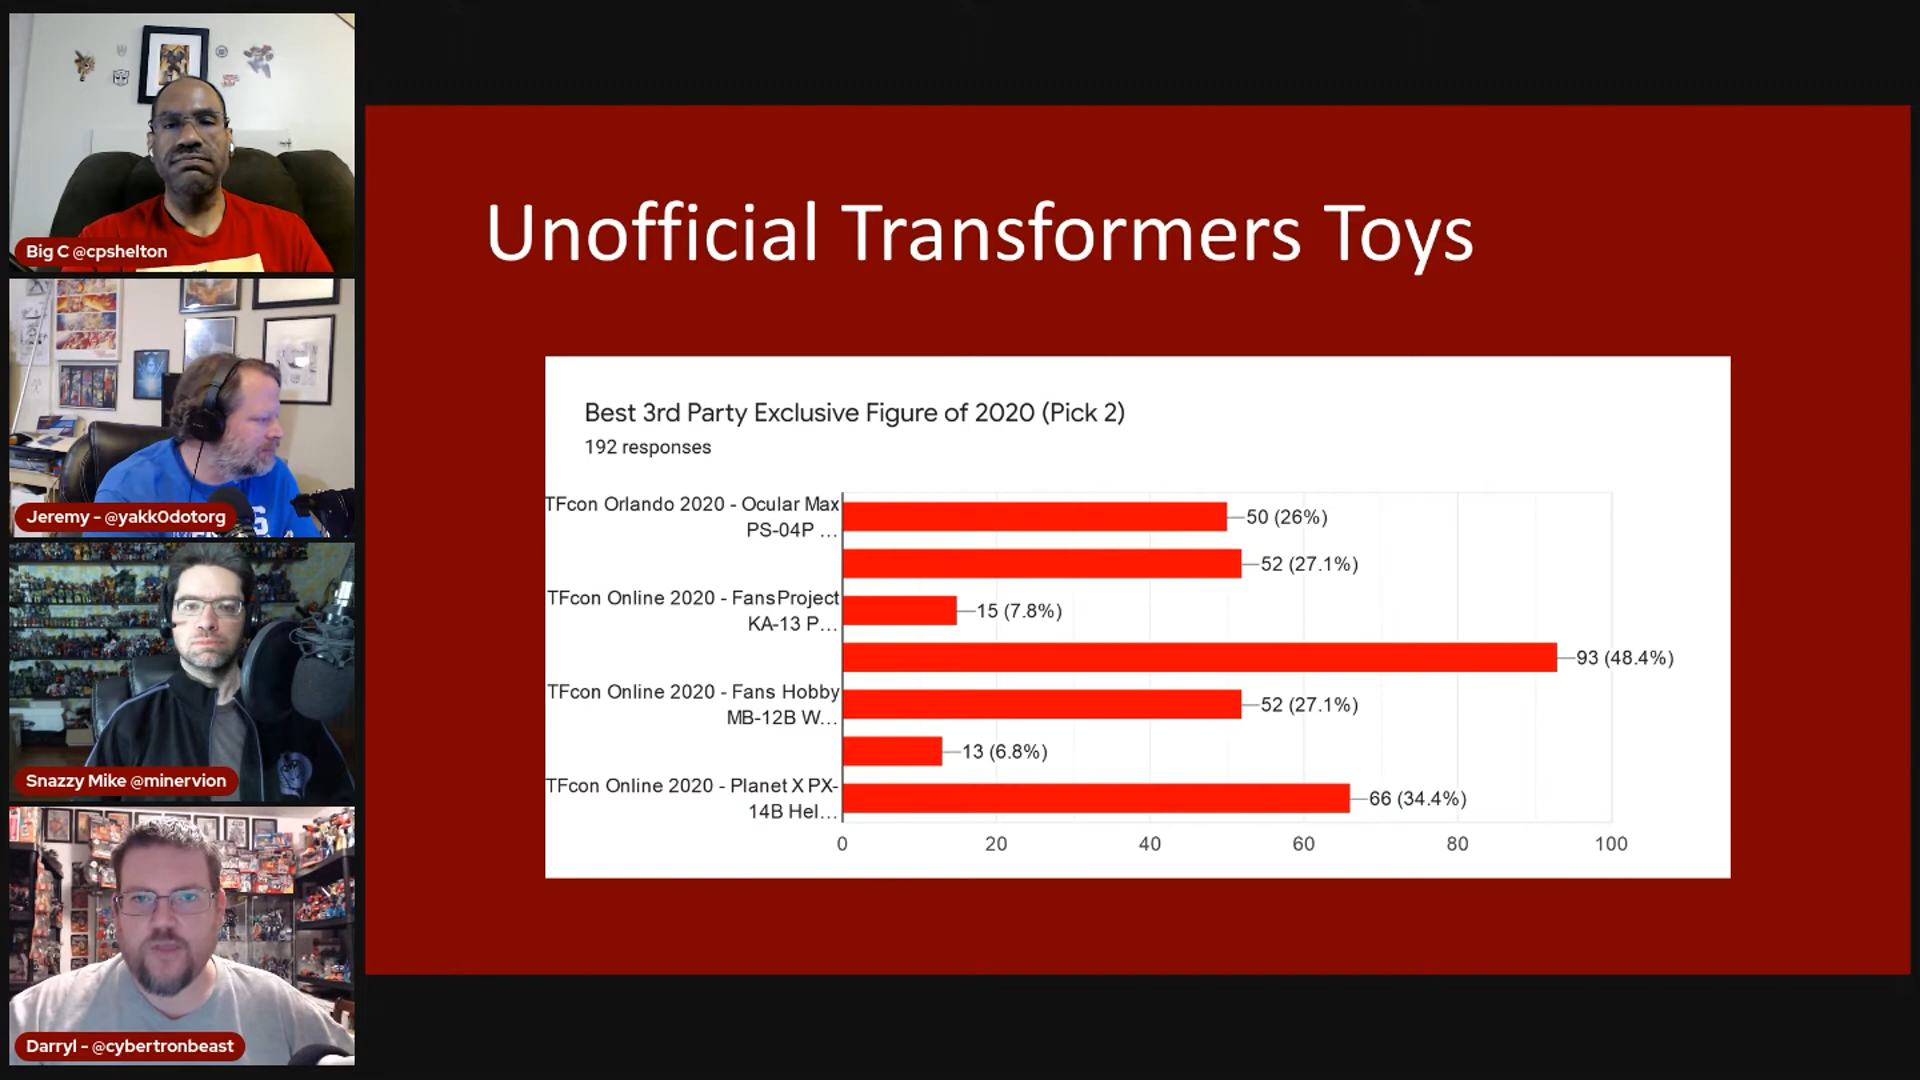 Big C @cpshelton
Jeremy - @yakk0dotorg
Snazzy Mike @minervion
Darryl - @cybertronbeast
Unofficial Transformers Toys
Best 3rd Party Exclusive Figure of 2020 (Pick 2)
192 responses
TFcon Orlando 2020 - Ocular Max
PS-04P …
50 (26%)
52 (27.1%)
TFcon Online 2020 - FansProject
KA-13 P…
15 (7.8%)
93 (48.4%)
TFcon Online 2020 - Fans Hobby
MB-12B W…
52 (27.1%)
13 (6.8%)
TFcon Online 2020 - Planet X PX-
14B Hel…
66 (34.4%)
0 20 40 60 80 100